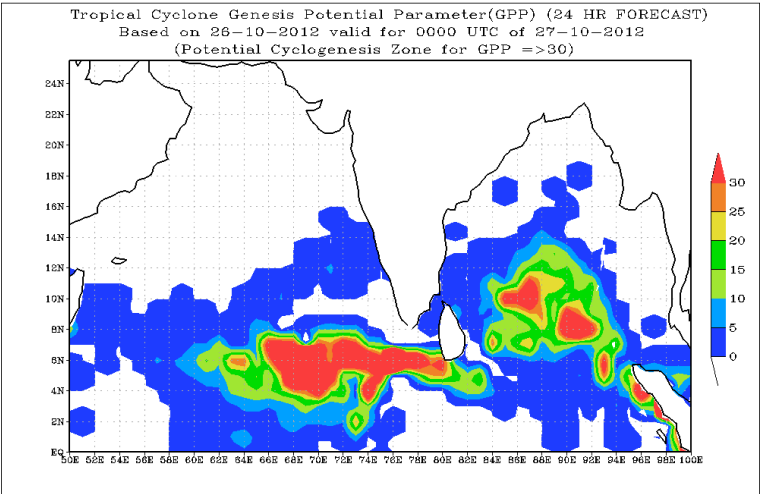 Tropical Cyclone Genesis Potential Parameter(GPP) (24 HR FORECAST)
Based on 26-10-2012 valid for 0000 UTC of 27-10-2012
(Potential Cyclogenesis Zone for GPP =>30)
24N
22N
20N
18N
16N
14N
12N
10N
8N
6N
4N
2N
EQ
50E 52E 54E 56E 58E 60E 62E 64E 66E 68E 70E 72E 74E 76E 78E 80E 82E 84E 86E 88E 90E 92E 94E 96E 98E 100E
30
25
20
15
10
5
0